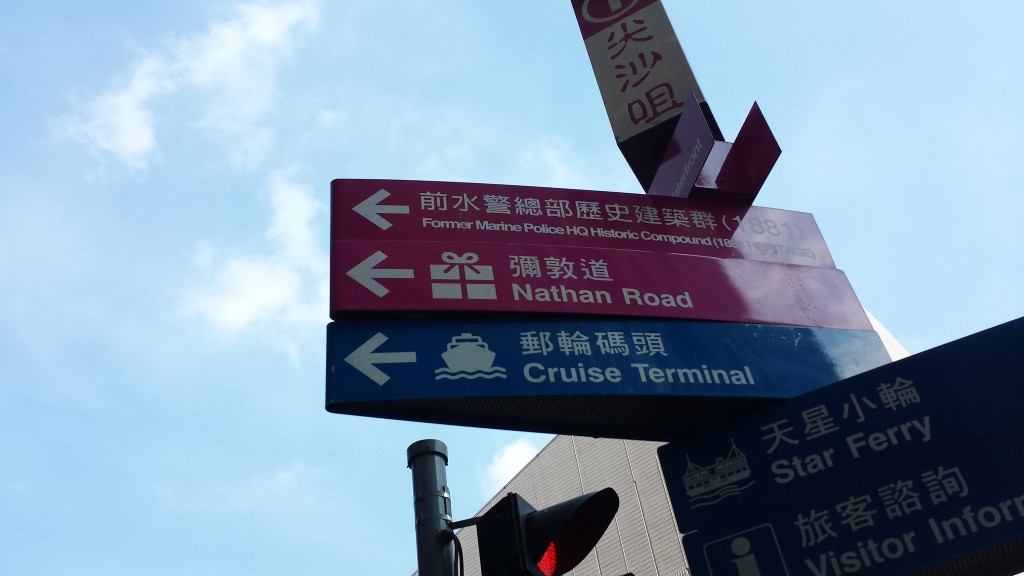 尖沙咀
前水警總部歷史建築群(1881)
Former Marine Police HQ Historic Compound (1881 HERITAGE)
彌敦道
Nathan Road
郵輪碼頭
Cruise Terminal
天星小輪
Star Ferry
旅客諮詢
Visitor Infor